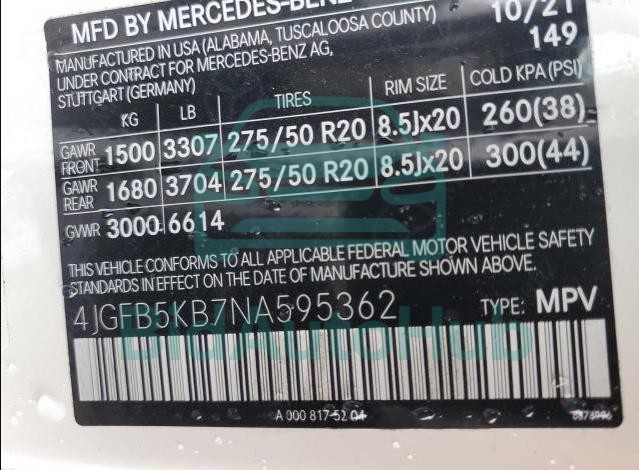 MFD BY MERCEDES-BENZ
10/21
MANUFACTURED IN USA (ALABAMA, TUSCALOOSA COUNTY)
149
UNDER CONTRACT FOR MERCEDES-BENZ AG,
STUTTGART (GERMANY)
KG LB TIRES RIM SIZE COLD KPA (PSI)
GAWR FRONT 1500 3307 275/50 R20 8.5Jx20 260(38)
GAWR REAR 1680 3704 275/50 R20 8.5Jx20 300(44)
GVWR 3000 6614
THIS VEHICLE CONFORMS TO ALL APPLICABLE FEDERAL MOTOR VEHICLE SAFETY
STANDARDS IN EFFECT ON THE DATE OF MANUFACTURE SHOWN ABOVE.
4JGFB5KB7NA595362 TYPE: MPV
BidAutoHub
A 000 817 52 04